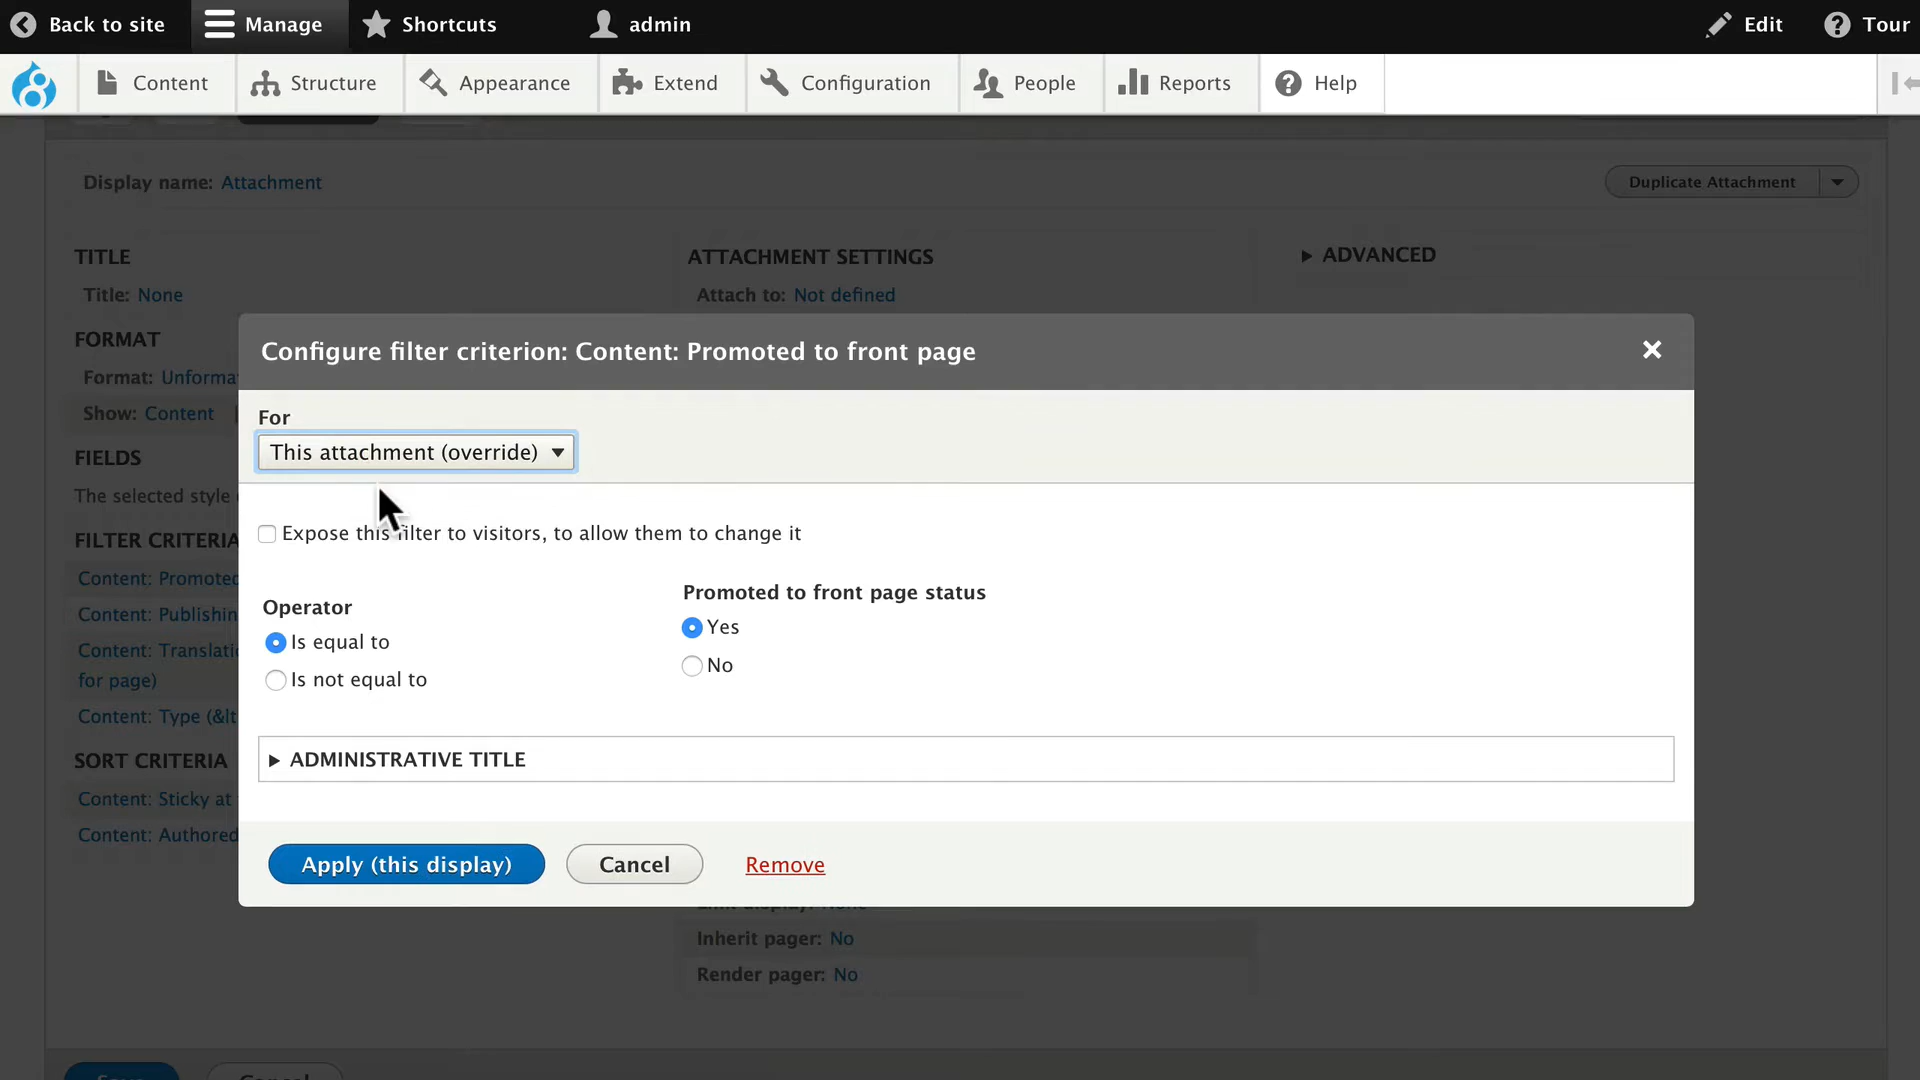 Back to site
Manage
Shortcuts
admin
Edit
Tour
Content
Structure
Appearance
Extend
Configuration
People
Reports
Help
Display name: Attachment
Duplicate Attachment
TITLE
Title: None
FORMAT
Format: Unforma
Show: Content
FIELDS
The selected style
FILTER CRITERIA
Content: Promoted
Content: Publishin
Content: Translati
for page)
Content: Type (&lt
SORT CRITERIA
Content: Sticky at
Content: Authored
ATTACHMENT SETTINGS
Attach to: Not defined
ADVANCED
Configure filter criterion: Content: Promoted to front page
For
This attachment (override)
Expose this filter to visitors, to allow them to change it
Operator
Is equal to
Is not equal to
Promoted to front page status
Yes
No
ADMINISTRATIVE TITLE
Apply (this display)
Cancel
Remove
Inherit pager: No
Render pager: No